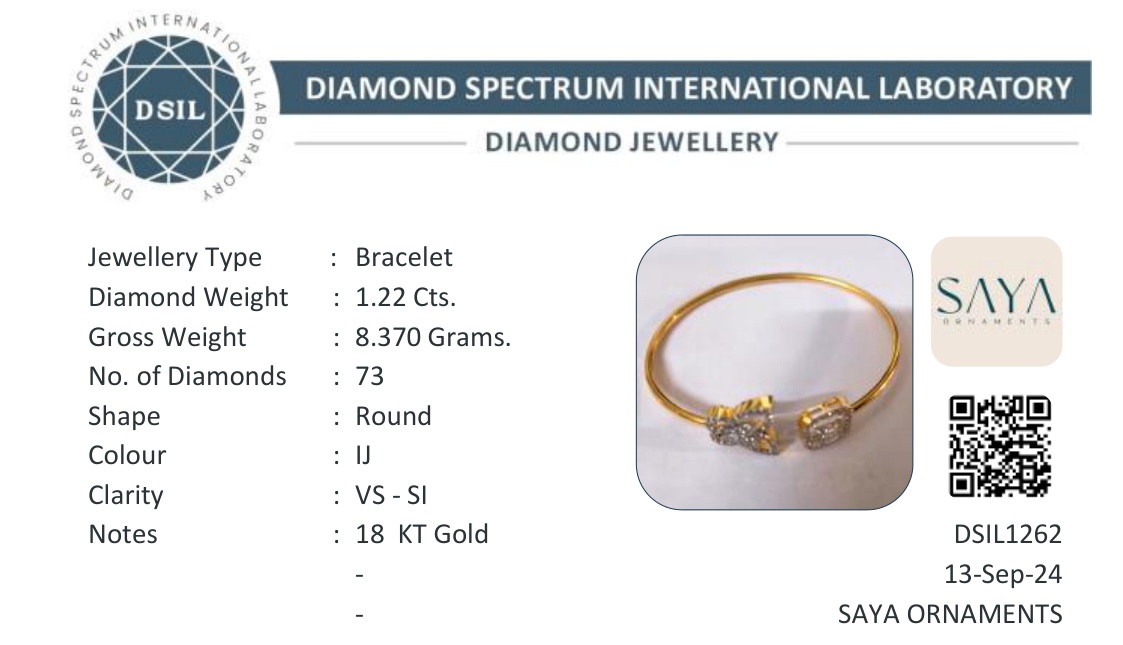 DIAMOND SPECTRUM INTERNATIONAL LABORATORY
DSIL
DIAMOND SPECTRUM INTERNATIONAL LABORATORY
DIAMOND JEWELLERY
Jewellery Type : Bracelet
Diamond Weight : 1.22 Cts.
Gross Weight : 8.370 Grams.
No. of Diamonds : 73
Shape : Round
Colour : IJ
Clarity : VS - SI
Notes : 18 KT Gold
-
-
SAYA
ORNAMENTS
DSIL1262
13-Sep-24
SAYA ORNAMENTS